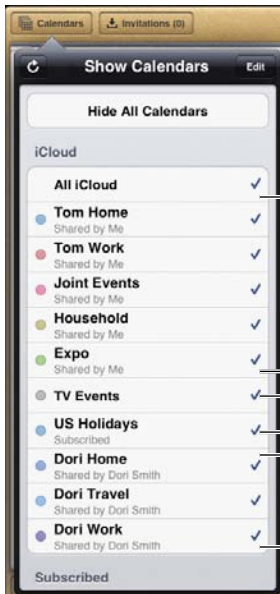 Calendars Invitations (0)
Show Calendars Edit
Hide All Calendars
iCloud
All iCloud
Tom Home
Shared by Me
Tom Work
Shared by Me
Joint Events
Shared by Me
Household
Shared by Me
Expo
Shared by Me
TV Events
US Holidays
Subscribed
Dori Home
Shared by Dori Smith
Dori Travel
Shared by Dori Smith
Dori Work
Shared by Dori Smith
Subscribed